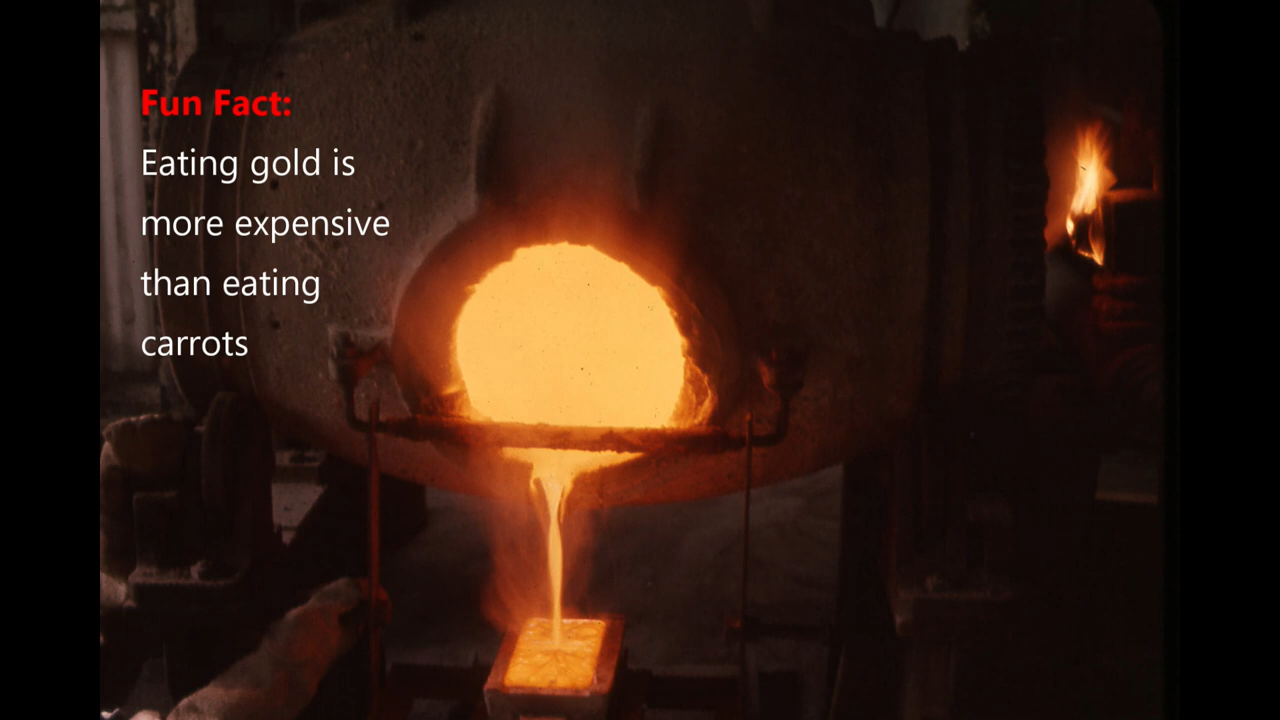 Fun Fact:
Eating gold is
more expensive
than eating
carrots